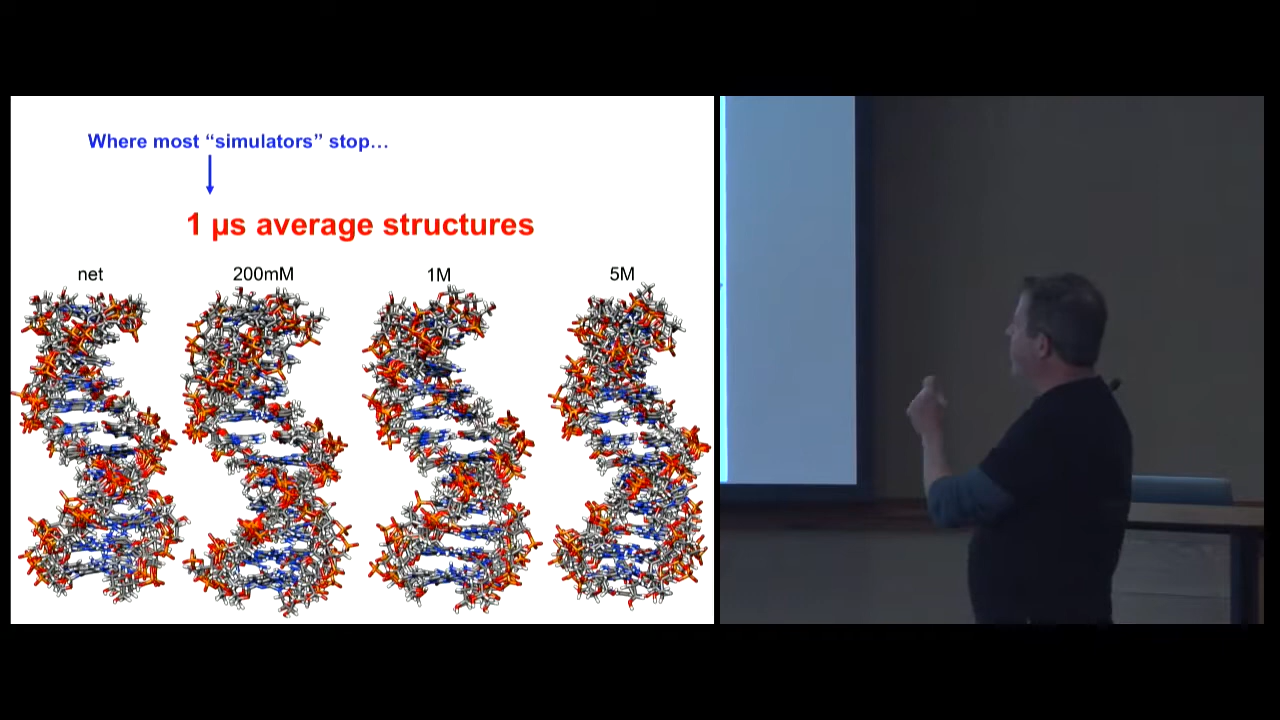 Where most “simulators” stop…
1 μs average structures
net 200mM 1M 5M